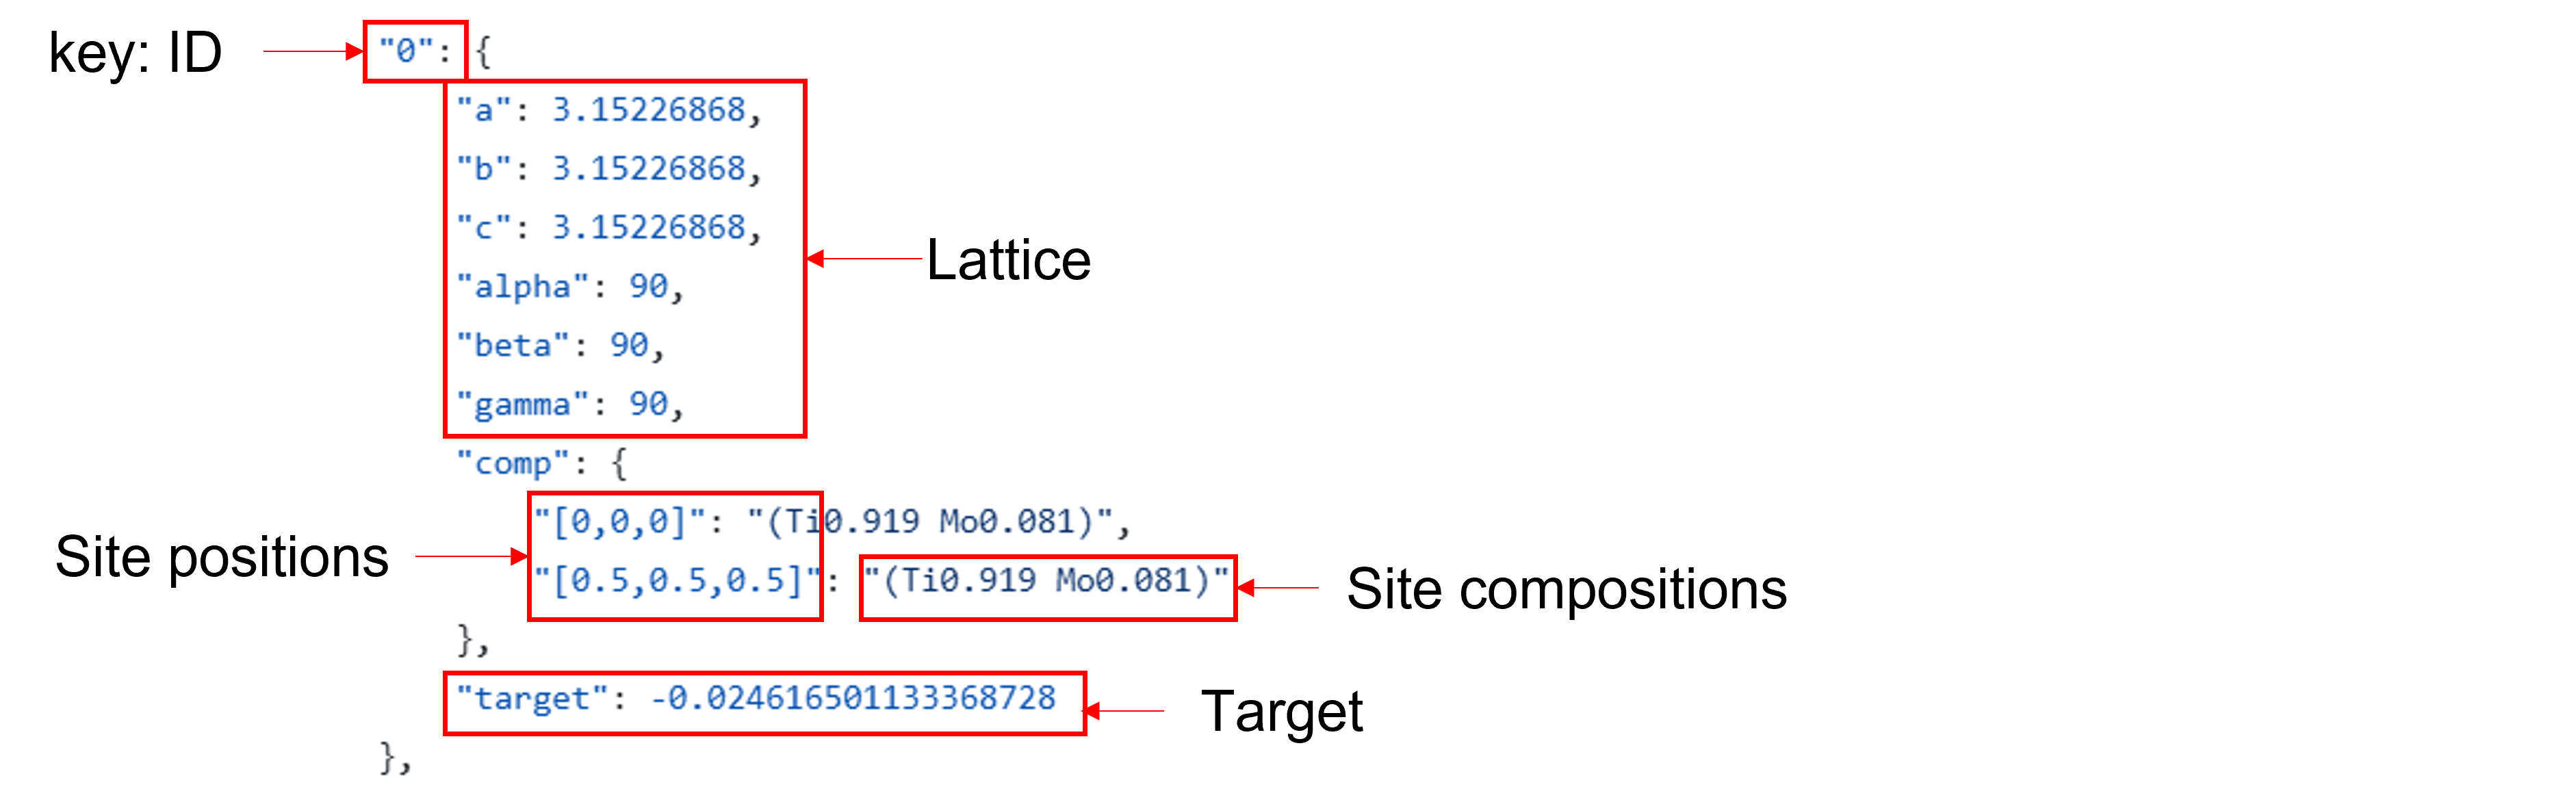 key: ID
"0": {
"a": 3.15226868,
"b": 3.15226868,
"c": 3.15226868,
"alpha": 90,
Lattice
"beta": 90,
"gamma": 90,
"comp": {
"[0,0,0]": "(Ti0.919 Mo0.081)",
Site positions
"[0.5,0.5,0.5]": "(Ti0.919 Mo0.081)"
Site compositions
},
"target": -0.024616501133368728
Target
},